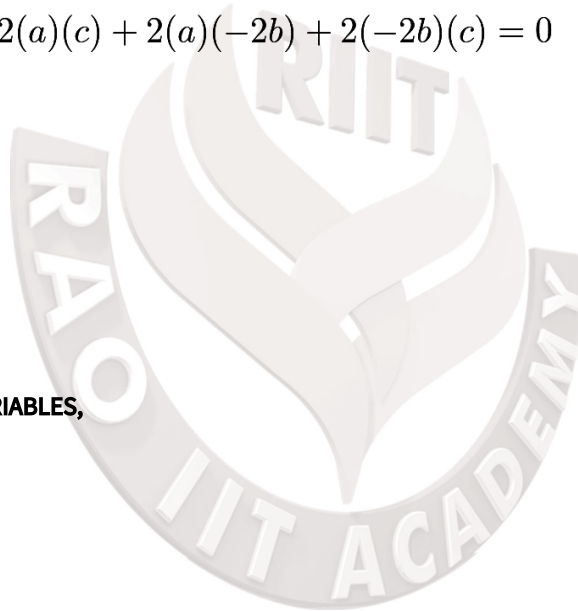 2(a)(c) + 2(a)(−2b) + 2(−2b)(c) = 0
RIIT
RIABLES,
RAO IIT ACADEMY